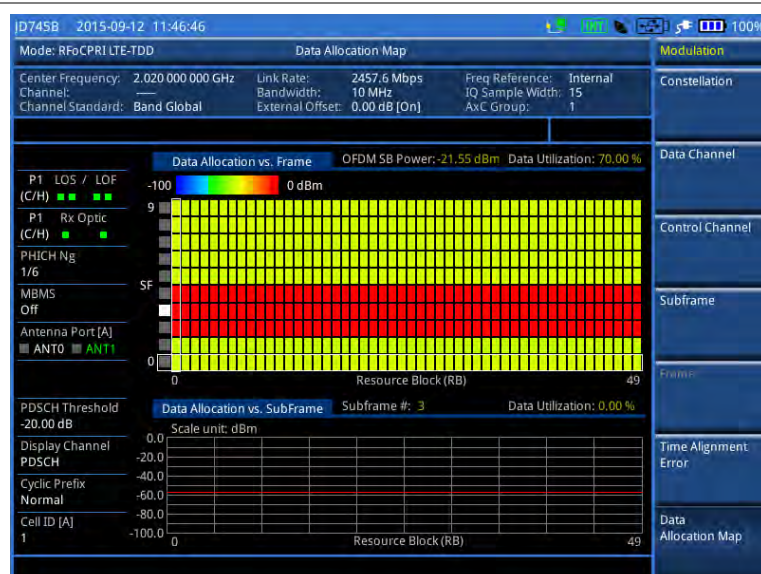 JD745B 2015-09-12 11:46:46 INT 100%
Mode: RFoCPRI LTE-TDD Data Allocation Map Modulation
Center Frequency: 2.020 000 000 GHz Link Rate: 2457.6 Mbps Freq Reference: Internal
Channel: ---- Bandwidth: 10 MHz IQ Sample Width: 15
Channel Standard: Band Global External Offset: 0.00 dB [On] AxC Group: 1
Constellation
Data Allocation vs. Frame OFDM SB Power:-21.55 dBm Data Utilization: 70.00 %
Data Channel
P1 LOS / LOF
(C/H)
-100 0 dBm
9
P1 Rx Optic
(C/H)
Control Channel
PHICH Ng
1/6
SF
MBMS
Off
Subframe
Antenna Port [A]
ANT0 ANT1
0
0 Resource Block (RB) 49
Frame
PDSCH Threshold
-20.00 dB
Data Allocation vs. SubFrame Subframe #: 3 Data Utilization: 0.00 %
Scale unit: dBm
0.0
-20.0
-40.0
-60.0
-80.0
-100.0
0 Resource Block (RB) 49
Display Channel
PDSCH
Cyclic Prefix
Normal
Cell ID [A]
1
Time Alignment
Error
Data
Allocation Map